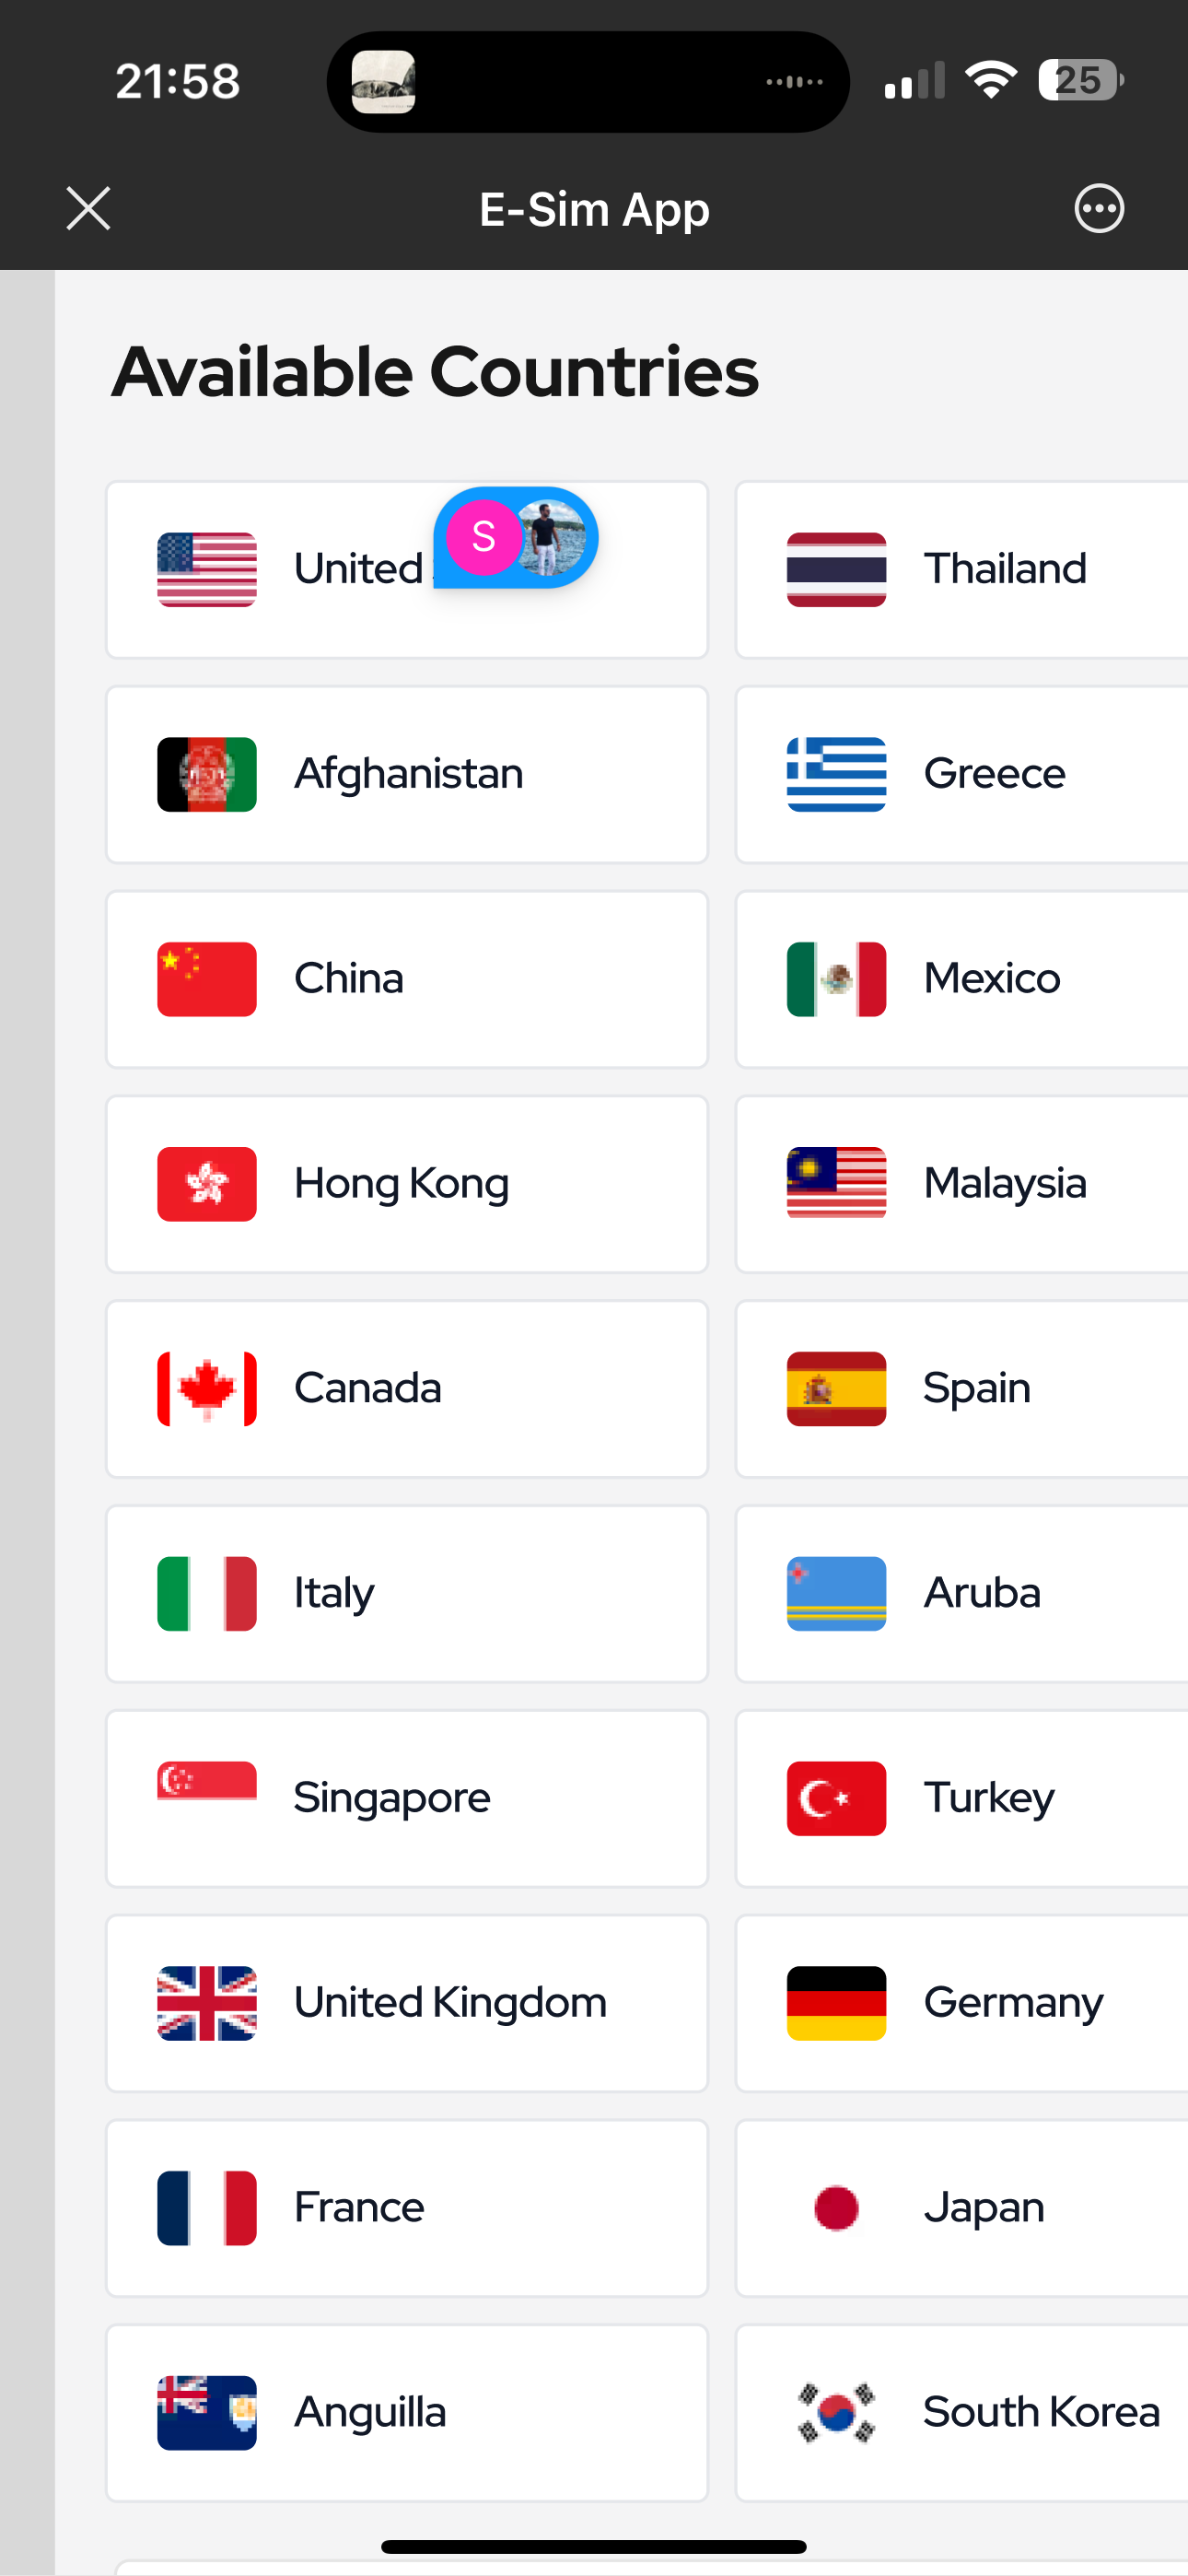 21:58
25
E-Sim App
Available Countries
United
S
Thailand
Afghanistan
Greece
China
Mexico
Hong Kong
Malaysia
Canada
Spain
Italy
Aruba
Singapore
Turkey
United Kingdom
Germany
France
Japan
Anguilla
South Korea